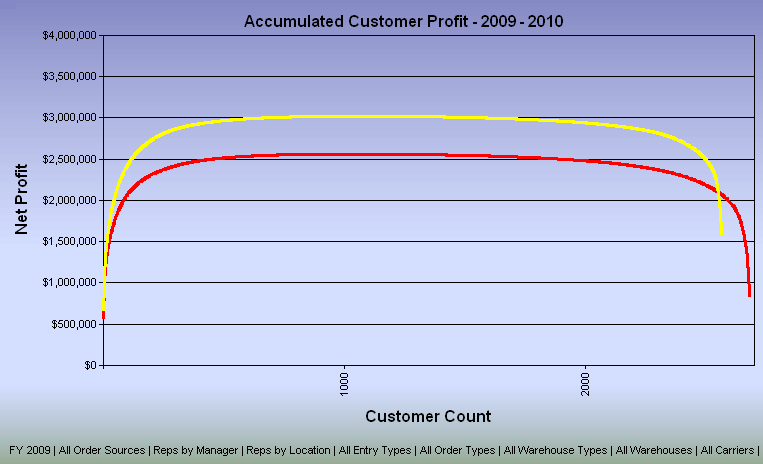 Accumulated Customer Profit - 2009 - 2010
$4,000,000
$3,500,000
$3,000,000
$2,500,000
$2,000,000
$1,500,000
$1,000,000
$500,000
$0
Net Profit
1000
2000
Customer Count
FY 2009 | All Order Sources | Reps by Manager | Reps by Location | All Entry Types | All Order Types | All Warehouse Types | All Warehouses | All Carriers |